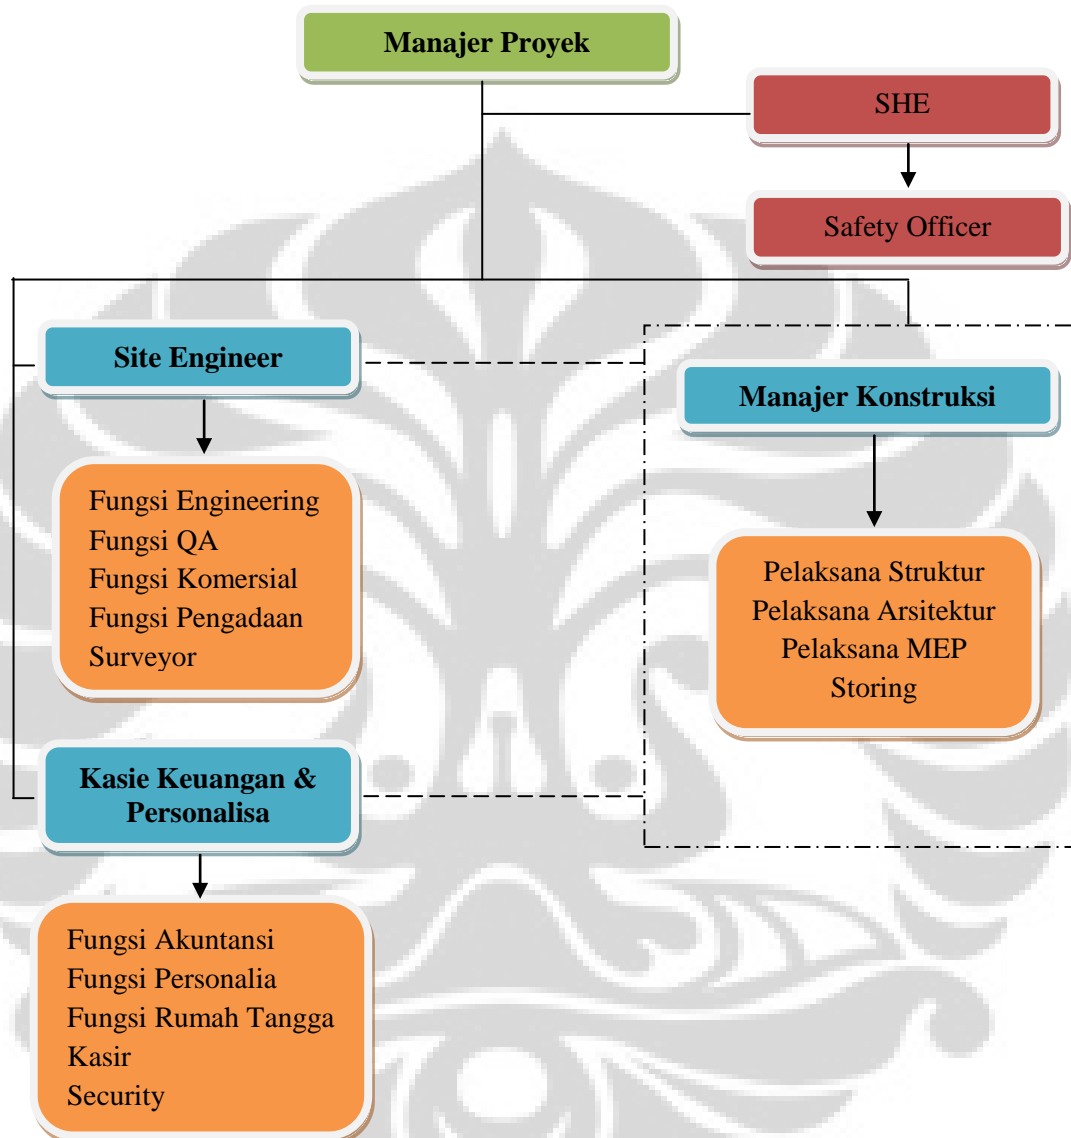 Manajer Proyek
SHE
Safety Officer
Site Engineer
Manajer Konstruksi
Fungsi Engineering
Fungsi QA
Fungsi Komersial
Fungsi Pengadaan
Surveyor
Pelaksana Struktur
Pelaksana Arsitektur
Pelaksana MEP
Storing
Kasie Keuangan &
Personalisa
Fungsi Akuntansi
Fungsi Personalia
Fungsi Rumah Tangga
Kasir
Security